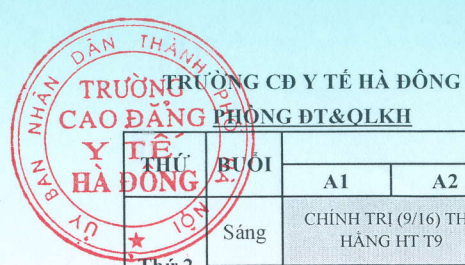 ỦY BAN NHÂN DÂN THÀNH PHỐ HÀ NỘI
TRƯỜNG
CAO ĐẲNG
Y TẾ
HÀ ĐÔNG
TRƯỜNG CĐ Y TẾ HÀ ĐÔNG
PHÒNG ĐT&QLKH
THỨ BUỔI
A1 A2
Thứ 2 Sáng
CHÍNH TRỊ (9/16) TH
HẰNG HT T9